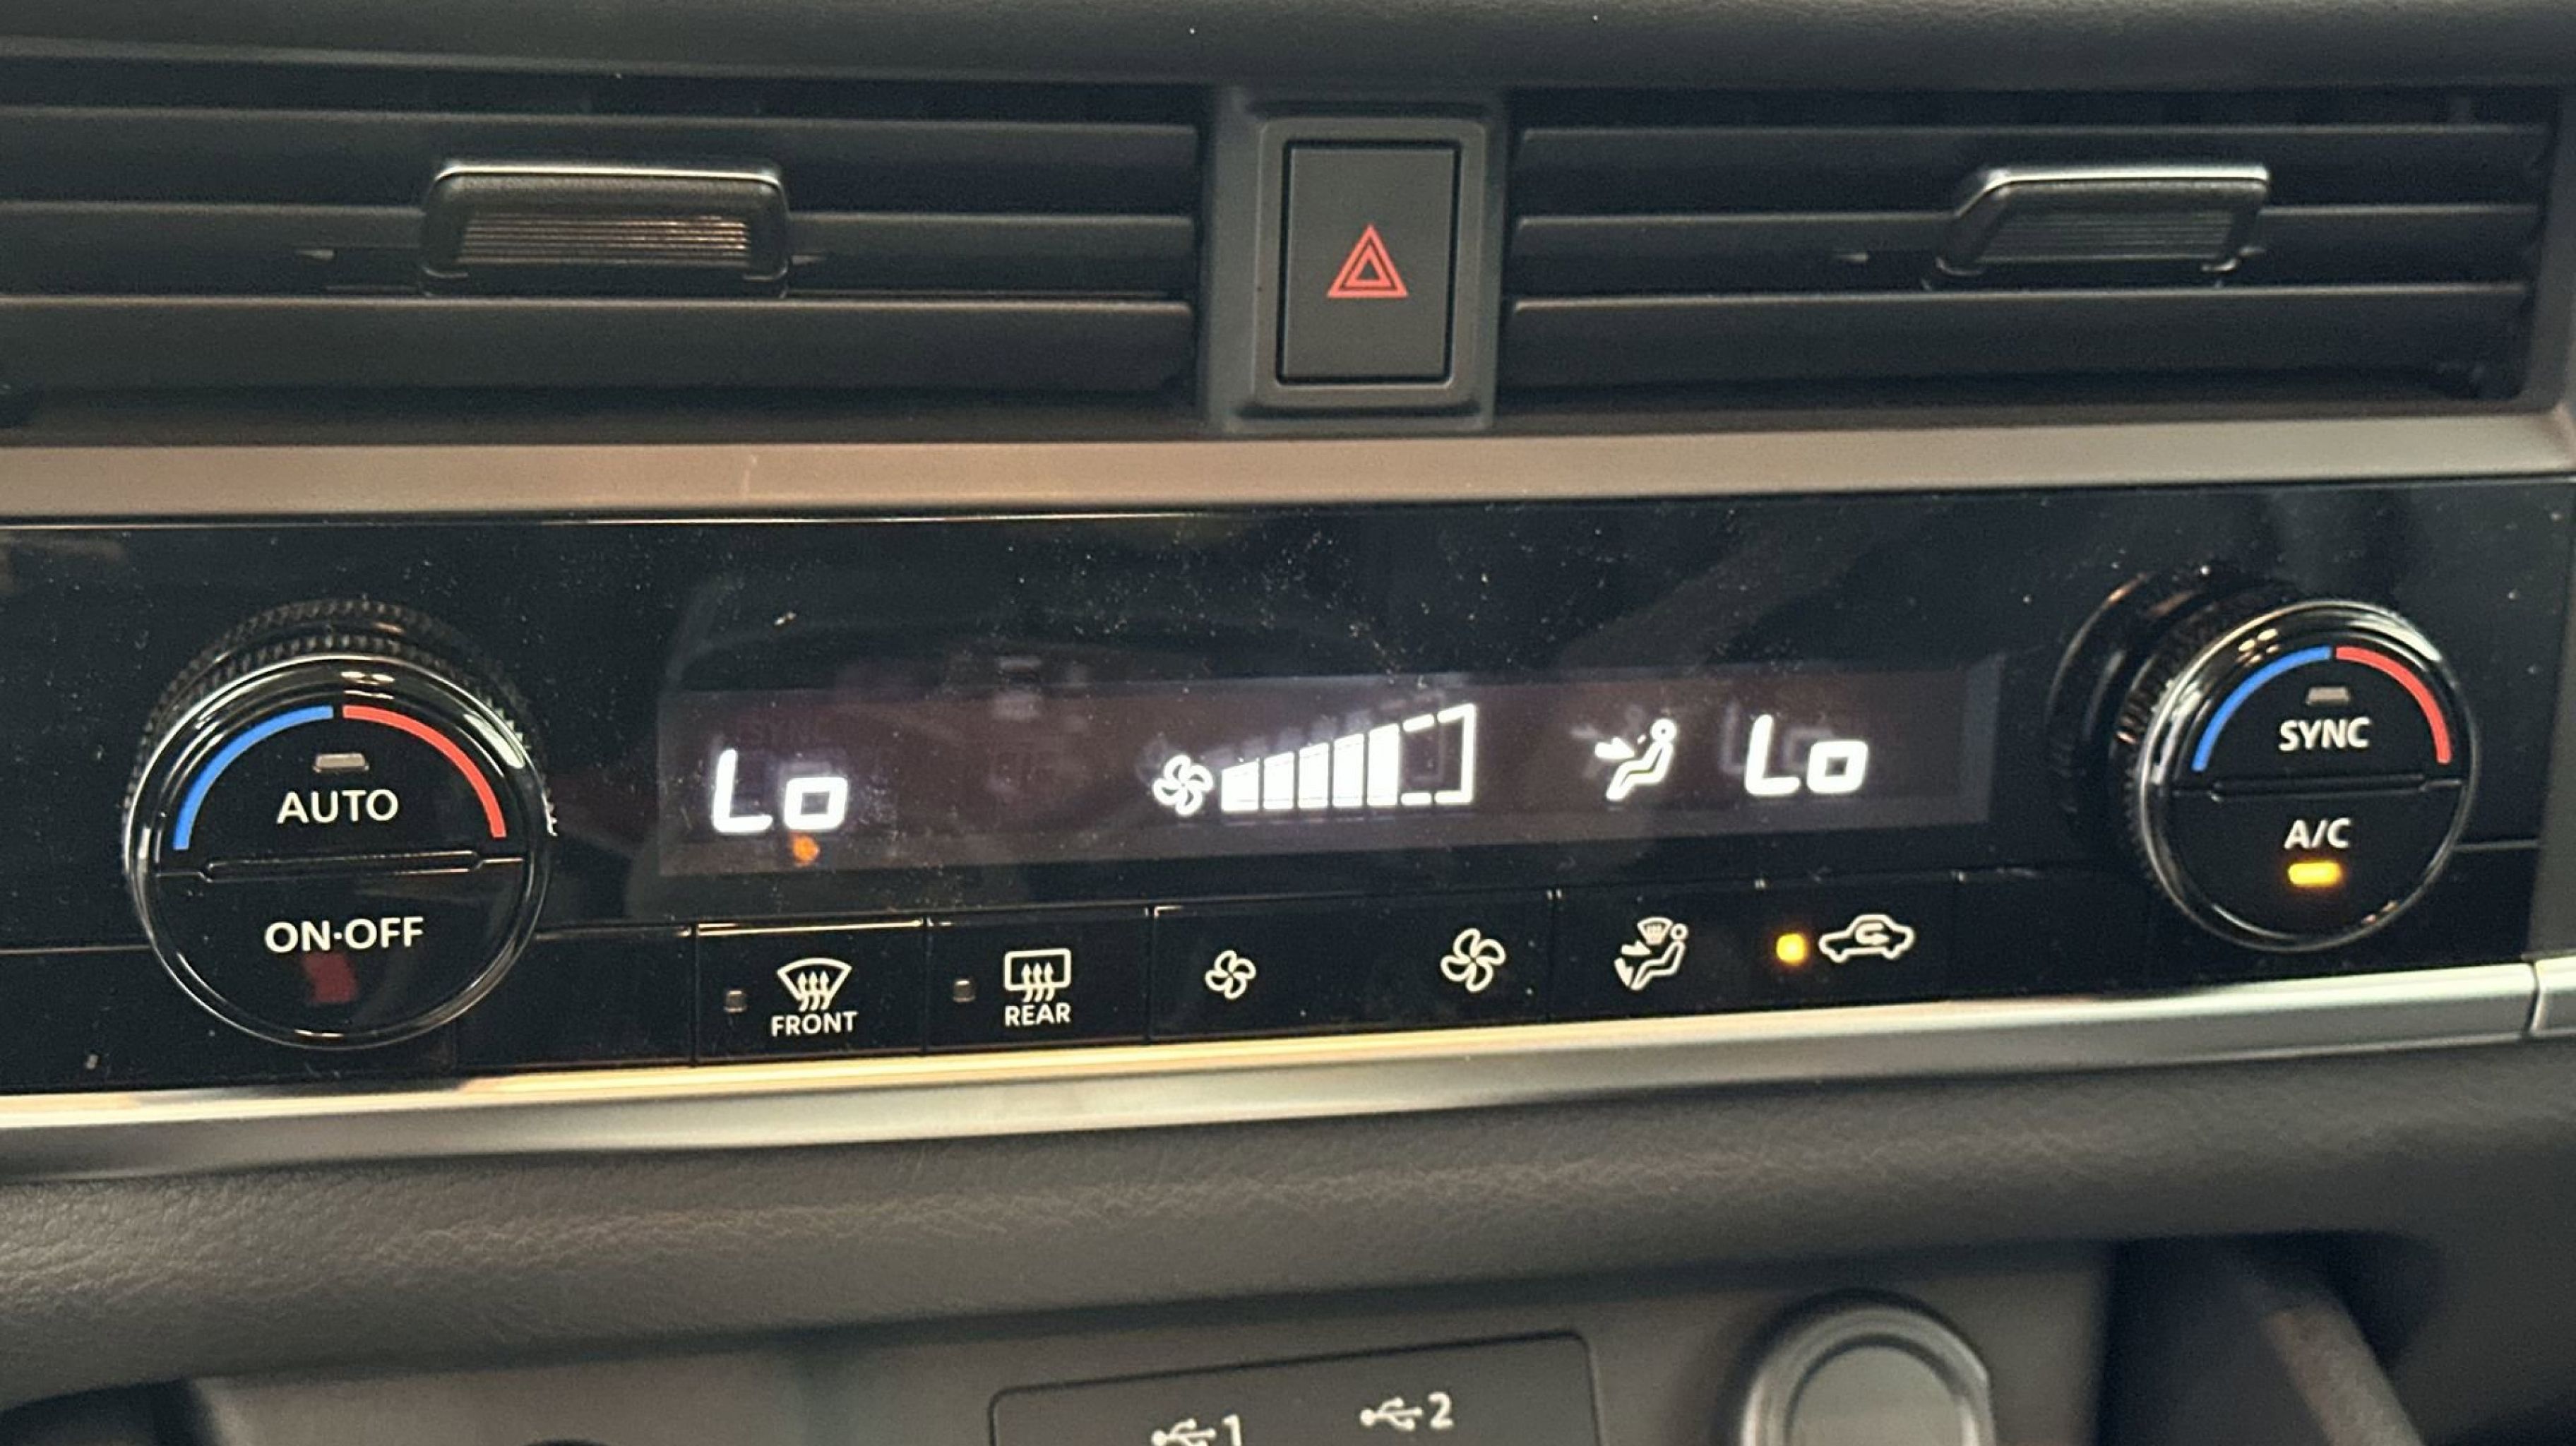 AUTO
ON·OFF
Lo
Lo
SYNC
A/C
FRONT
REAR
1
2